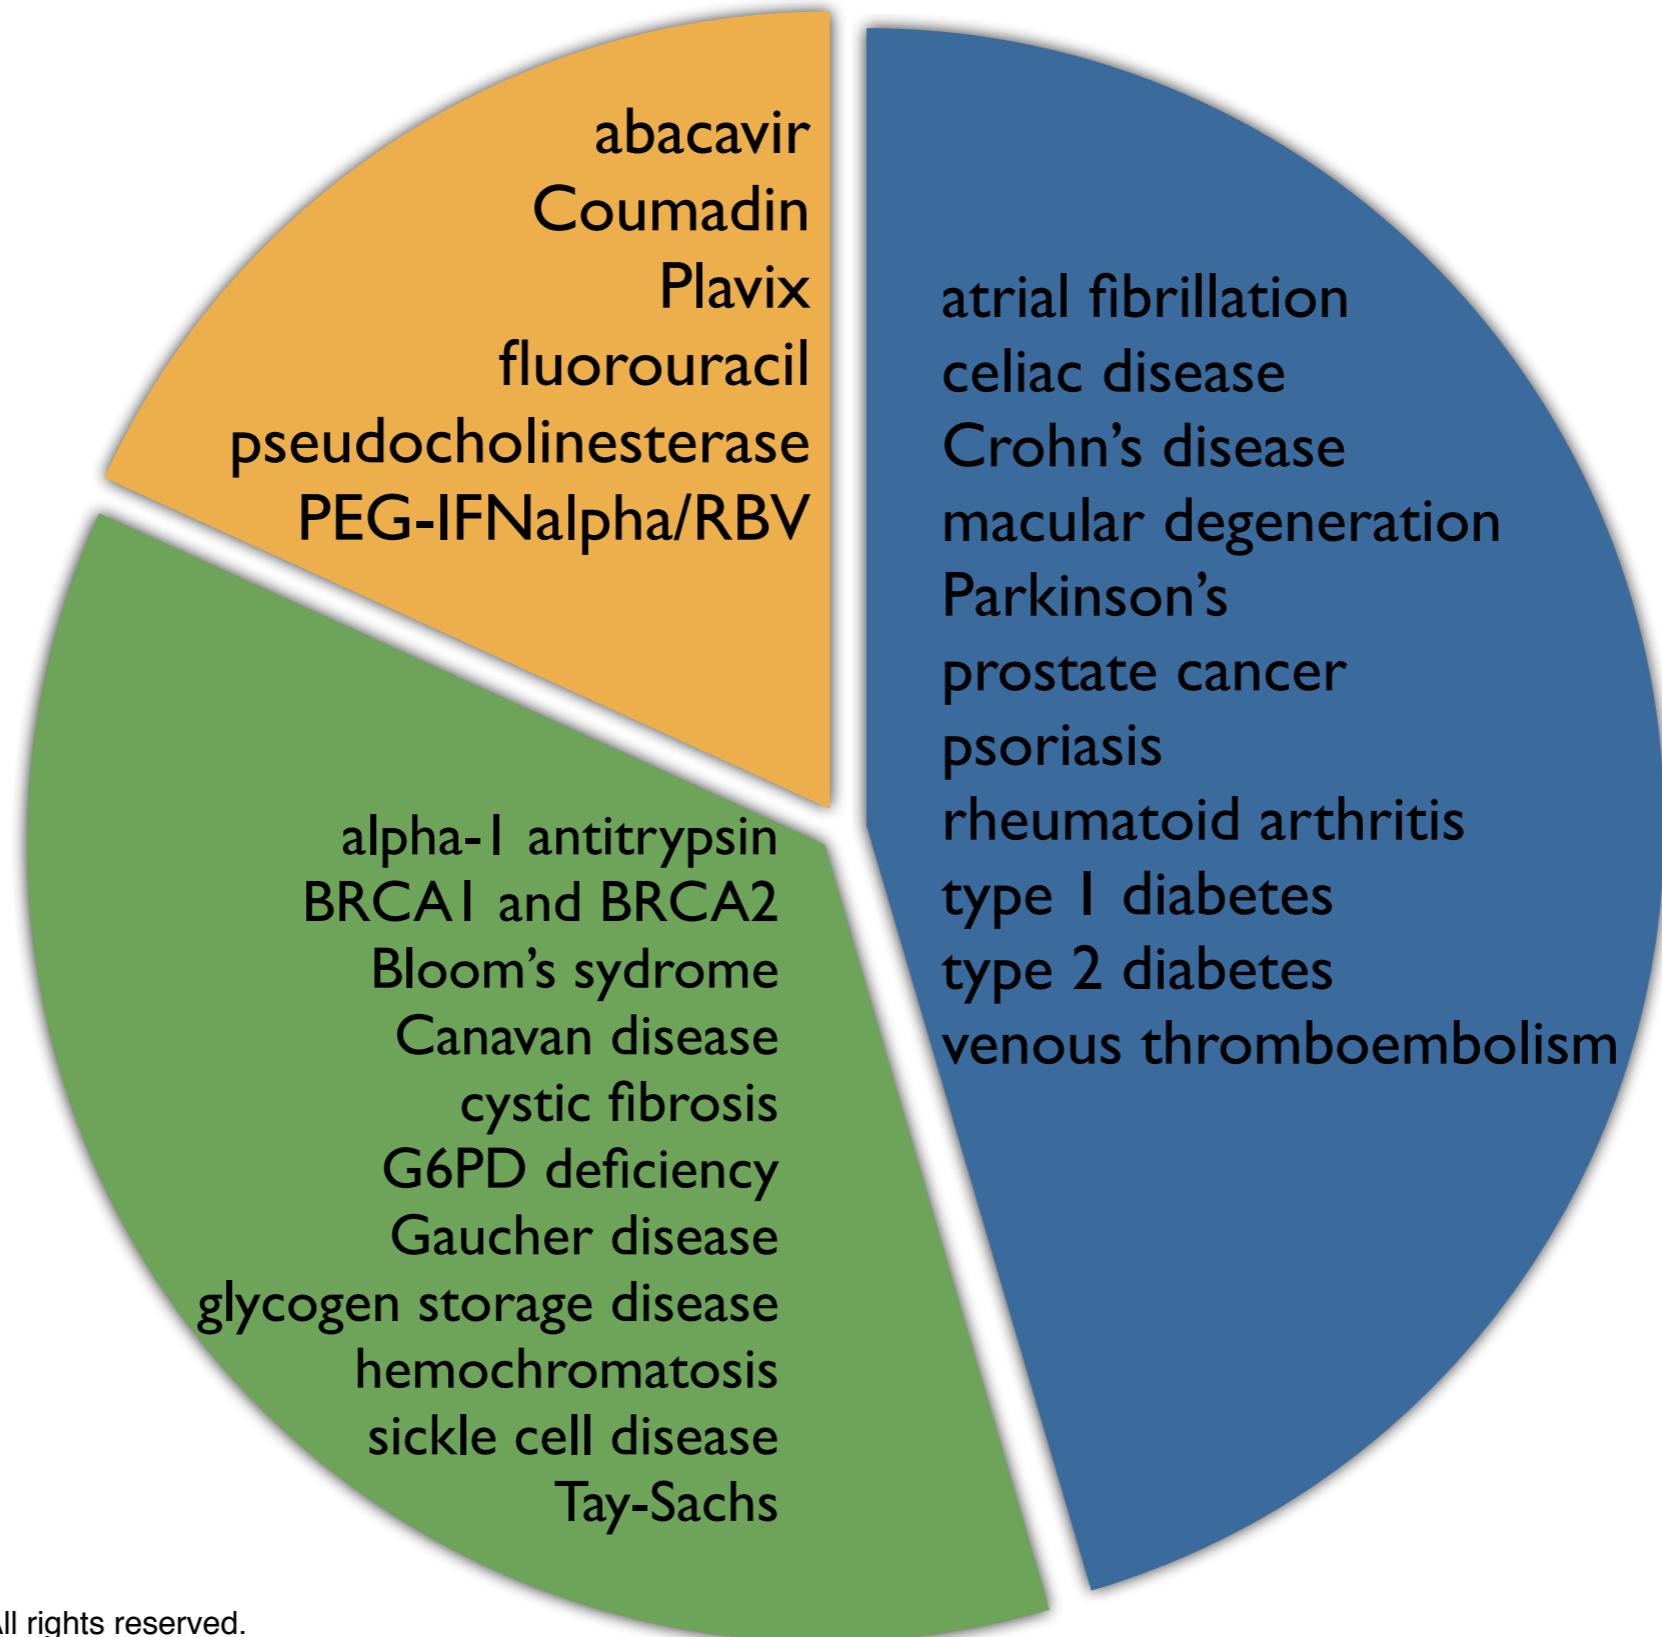 abacavir
Coumadin
Plavix
fluorouracil
pseudocholinesterase
PEG-IFNalpha/RBV
atrial fibrillation
celiac disease
Crohn’s disease
macular degeneration
Parkinson’s
prostate cancer
psoriasis
rheumatoid arthritis
type 1 diabetes
type 2 diabetes
venous thromboembolism
alpha-1 antitrypsin
BRCA1 and BRCA2
Bloom’s sydrome
Canavan disease
cystic fibrosis
G6PD deficiency
Gaucher disease
glycogen storage disease
hemochromatosis
sickle cell disease
Tay-Sachs
All rights reserved.